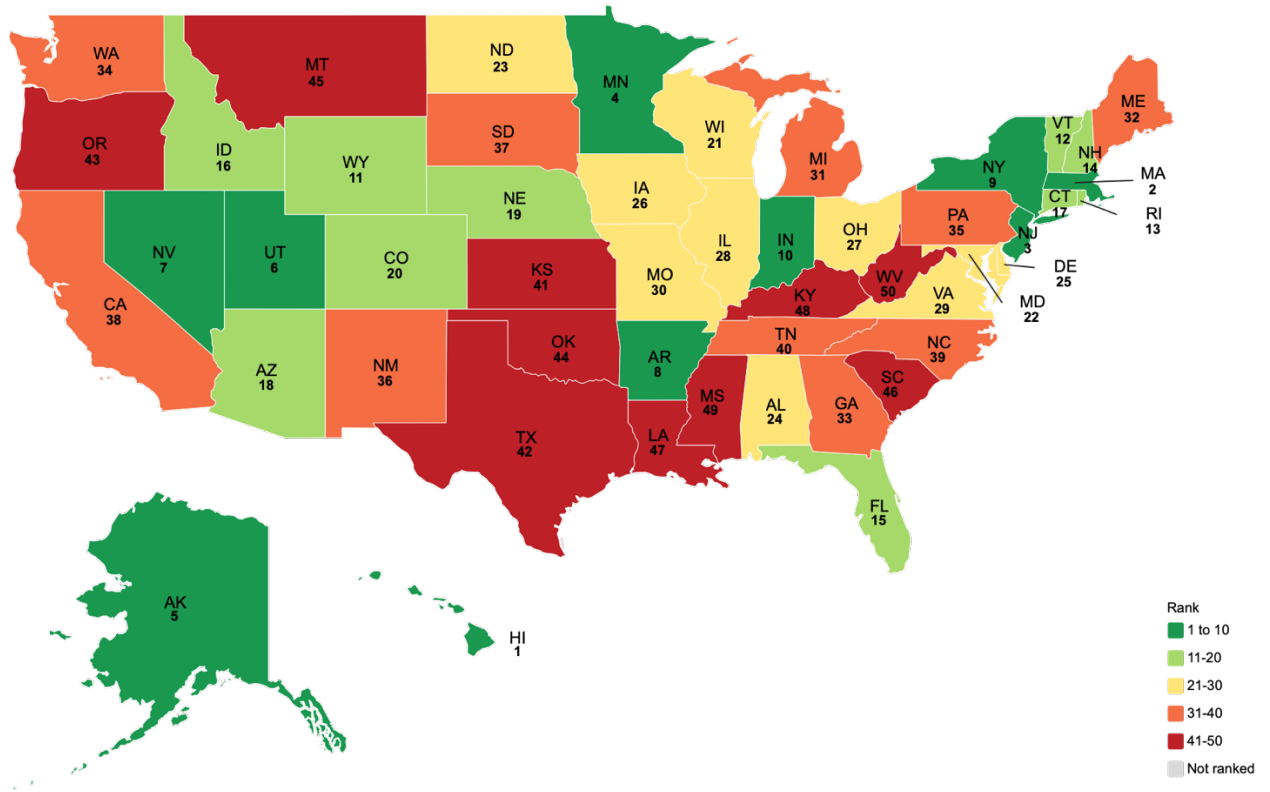 WA
34
MT
45
ND
23
MN
4
OR
43
ID
16
WY
11
SD
37
WI
21
MI
31
VT
12
NH
14
ME
32
NY
9
MA
2
CT
17
RI
13
NV
7
UT
6
CO
20
NE
19
IA
26
IL
28
IN
10
OH
27
PA
35
NJ
3
DE
25
MD
22
CA
38
AZ
18
NM
36
KS
41
MO
30
KY
48
WV
50
VA
29
OK
44
AR
8
TN
40
NC
39
SC
46
TX
42
LA
47
MS
49
AL
24
GA
33
FL
15
AK
5
HI
1
Rank
1 to 10
11-20
21-30
31-40
41-50
Not ranked